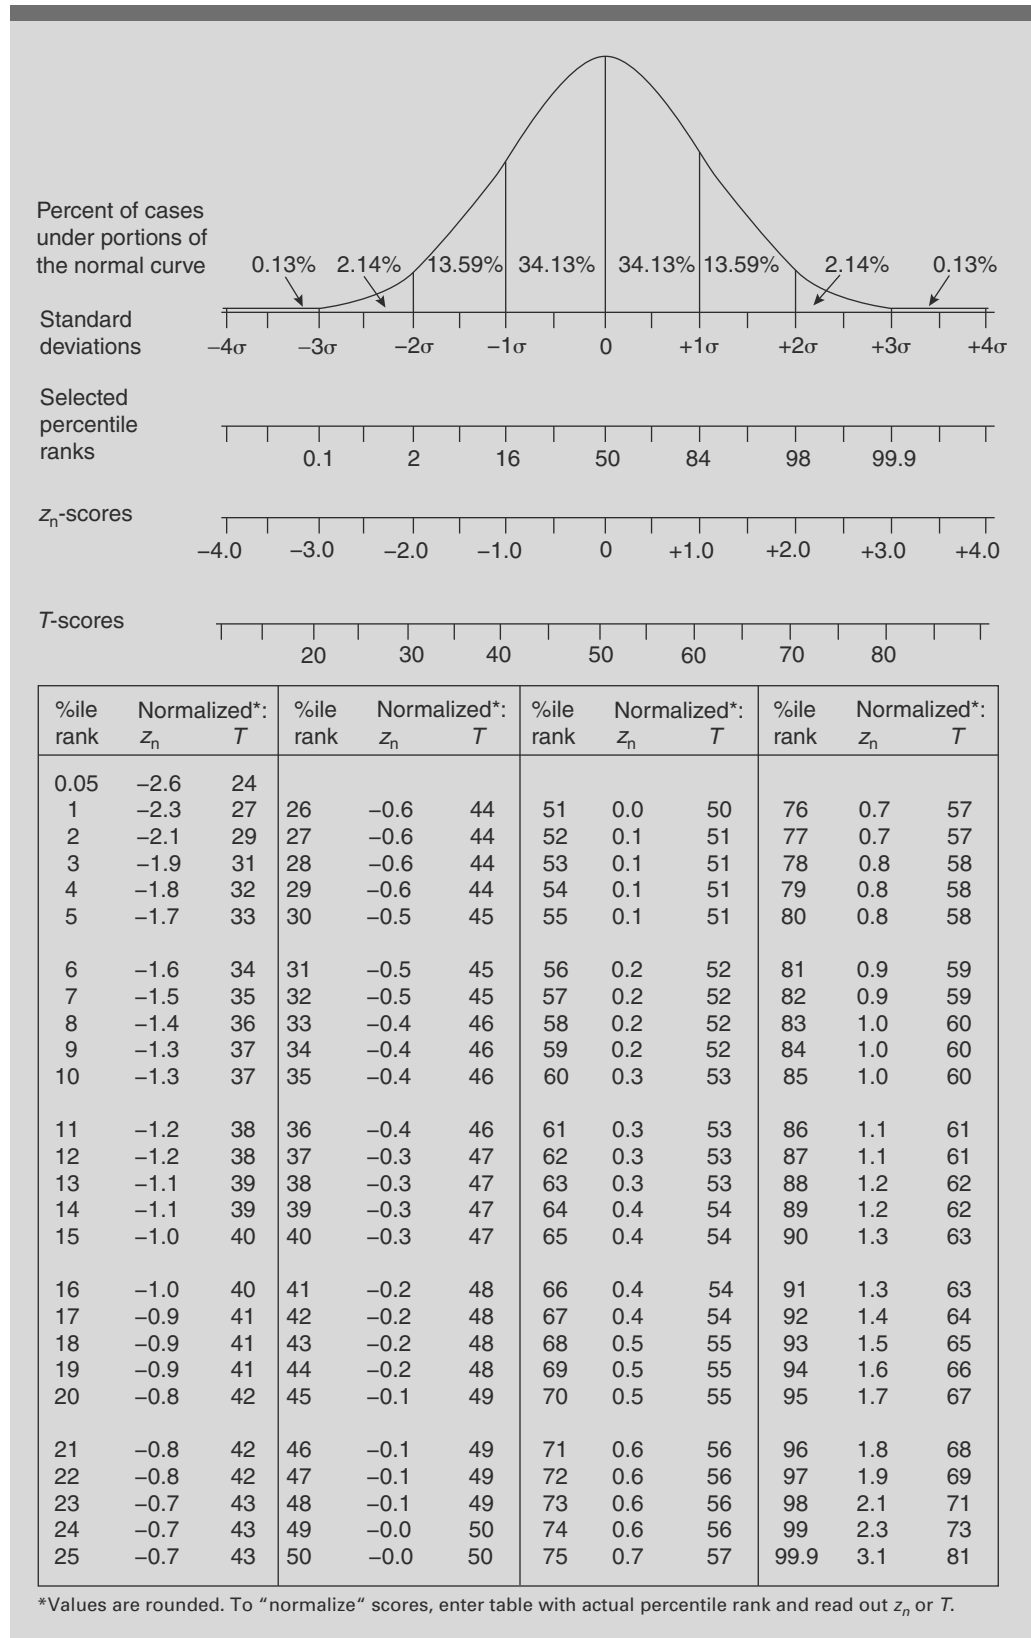 Percent of cases
under portions of
the normal curve
0.13% 2.14% 13.59% 34.13% 34.13% 13.59% 2.14% 0.13%
Standard
deviations
−4σ −3σ −2σ −1σ 0 +1σ +2σ +3σ +4σ
Selected
percentile
ranks
0.1 2 16 50 84 98 99.9
zn-scores
−4.0 −3.0 −2.0 −1.0 0 +1.0 +2.0 +3.0 +4.0
T-scores
20 30 40 50 60 70 80
%ile Normalized*: %ile Normalized*: %ile Normalized*: %ile Normalized*:
rank zn T rank zn T rank zn T rank zn T
0.05 −2.6 24
1 −2.3 27 26 −0.6 44 51 0.0 50 76 0.7 57
2 −2.1 29 27 −0.6 44 52 0.1 51 77 0.7 57
3 −1.9 31 28 −0.6 44 53 0.1 51 78 0.8 58
4 −1.8 32 29 −0.6 44 54 0.1 51 79 0.8 58
5 −1.7 33 30 −0.5 45 55 0.1 51 80 0.8 58
6 −1.6 34 31 −0.5 45 56 0.2 52 81 0.9 59
7 −1.5 35 32 −0.5 45 57 0.2 52 82 0.9 59
8 −1.4 36 33 −0.4 46 58 0.2 52 83 1.0 60
9 −1.3 37 34 −0.4 46 59 0.2 52 84 1.0 60
10 −1.3 37 35 −0.4 46 60 0.3 53 85 1.0 60
11 −1.2 38 36 −0.4 46 61 0.3 53 86 1.1 61
12 −1.2 38 37 −0.3 47 62 0.3 53 87 1.1 61
13 −1.1 39 38 −0.3 47 63 0.3 53 88 1.2 62
14 −1.1 39 39 −0.3 47 64 0.4 54 89 1.2 62
15 −1.0 40 40 −0.3 47 65 0.4 54 90 1.3 63
16 −1.0 40 41 −0.2 48 66 0.4 54 91 1.3 63
17 −0.9 41 42 −0.2 48 67 0.4 54 92 1.4 64
18 −0.9 41 43 −0.2 48 68 0.5 55 93 1.5 65
19 −0.9 41 44 −0.2 48 69 0.5 55 94 1.6 66
20 −0.8 42 45 −0.1 49 70 0.5 55 95 1.7 67
21 −0.8 42 46 −0.1 49 71 0.6 56 96 1.8 68
22 −0.8 42 47 −0.1 49 72 0.6 56 97 1.9 69
23 −0.7 43 48 −0.1 49 73 0.6 56 98 2.1 71
24 −0.7 43 49 −0.0 50 74 0.6 56 99 2.3 73
25 −0.7 43 50 −0.0 50 75 0.7 57 99.9 3.1 81
*Values are rounded. To “normalize“ scores, enter table with actual percentile rank and read out zn or T.